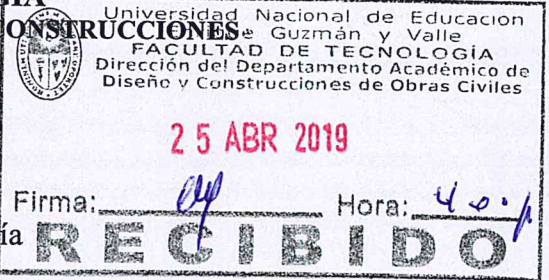 Universidad Nacional de Educacion
ONSTRUCCIONES e Guzmán y Valle
FACULTAD DE TECNOLOGÍA
Dirección del Departamento Académico de
Diseño y Construcciones de Obras Civiles
25 ABR 2019
Firma: Hora:
ía RECIBIDO